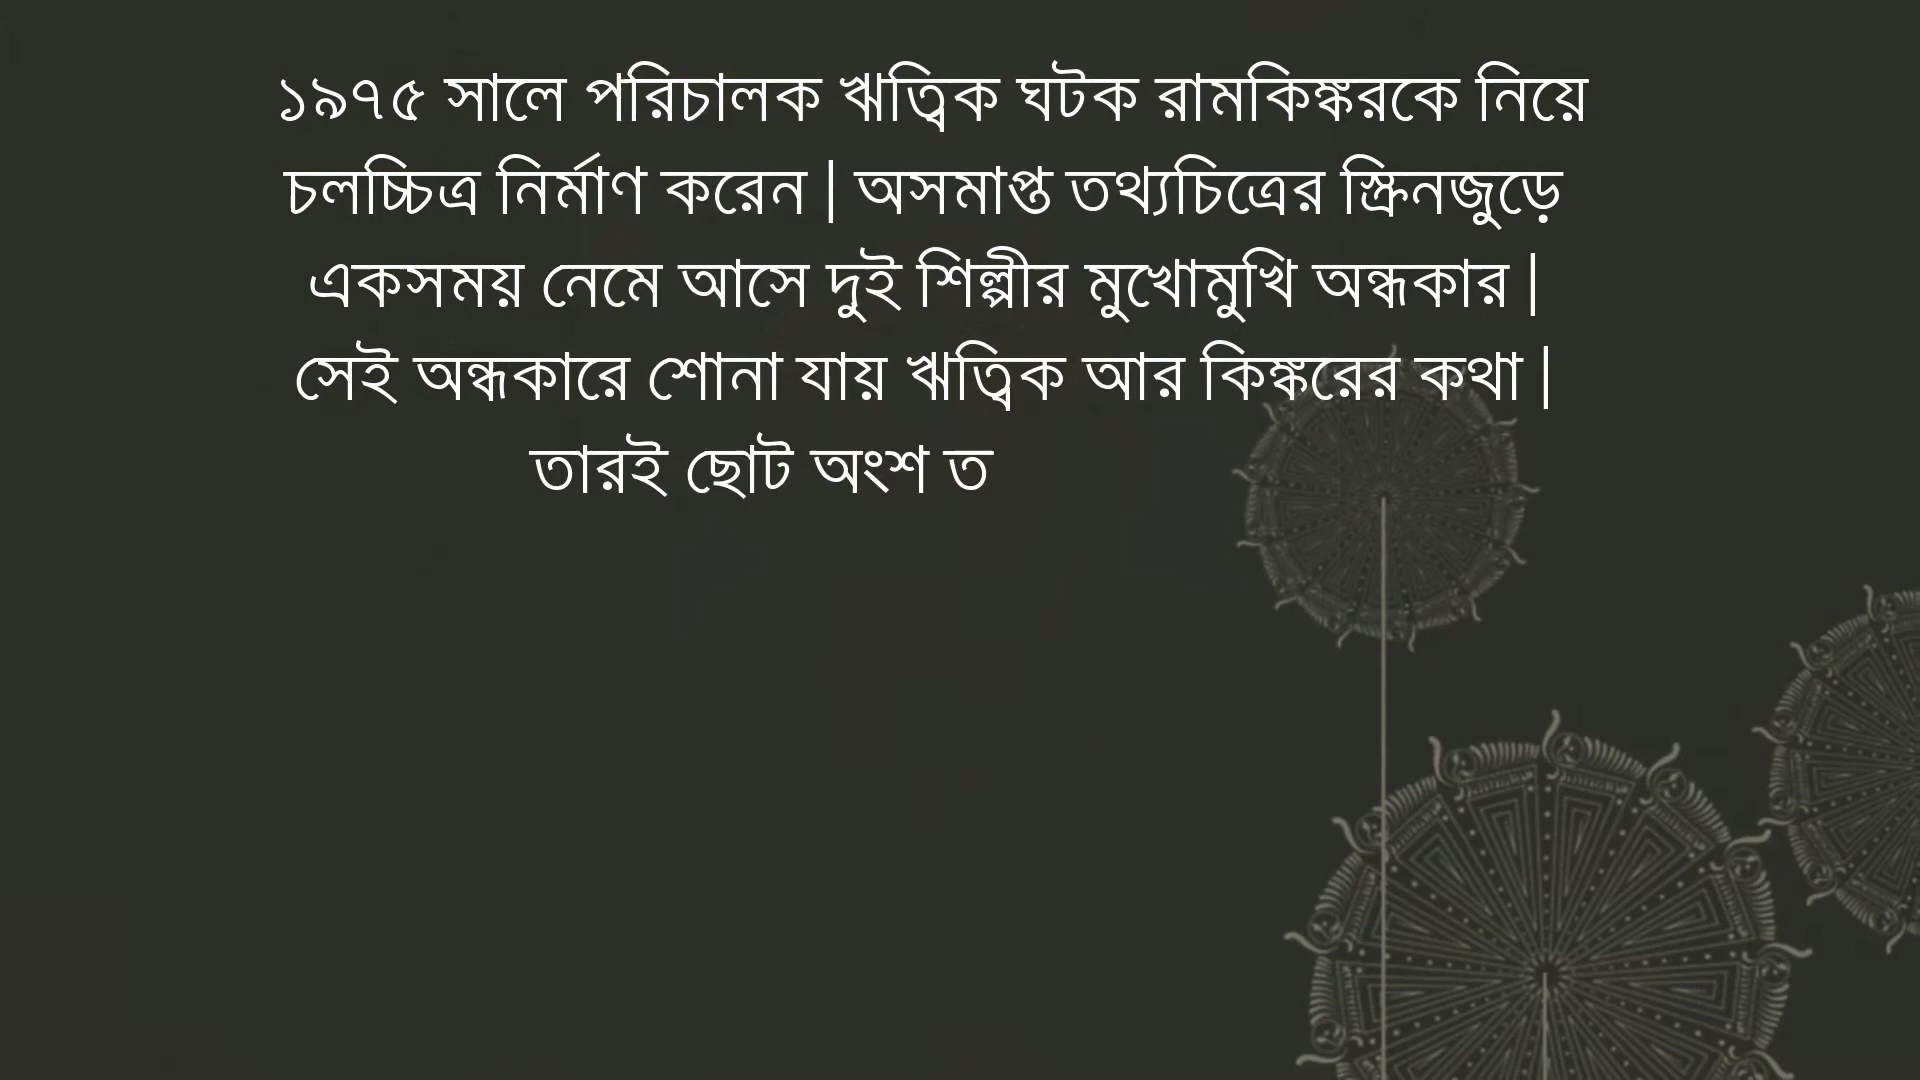 ১৯৭৫ সালে পরিচালক ঋত্বিক ঘটক রামকিঙ্করকে নিয়ে
চলচ্চিত্র নির্মাণ করেন | অসমাপ্ত তথ্যচিত্রের স্ক্রিনজুড়ে
একসময় নেমে আসে দুই শিল্পীর মুখোমুখি অন্ধকার |
সেই অন্ধকারে শোনা যায় ঋত্বিক আর কিঙ্করের কথা |
তারই ছোট অংশ ত